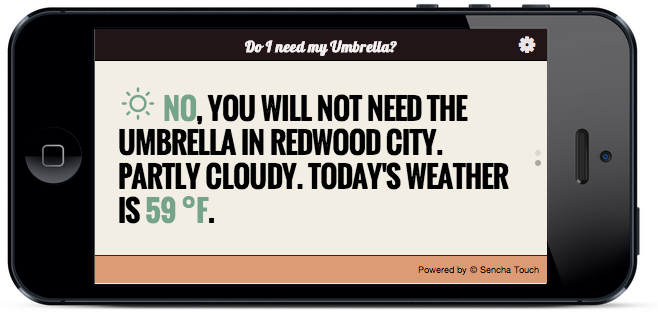 Do I need my Umbrella?
NO, YOU WILL NOT NEED THE
UMBRELLA IN REDWOOD CITY.
PARTLY CLOUDY. TODAY'S WEATHER
IS 59 °F.
Powered by © Sencha Touch